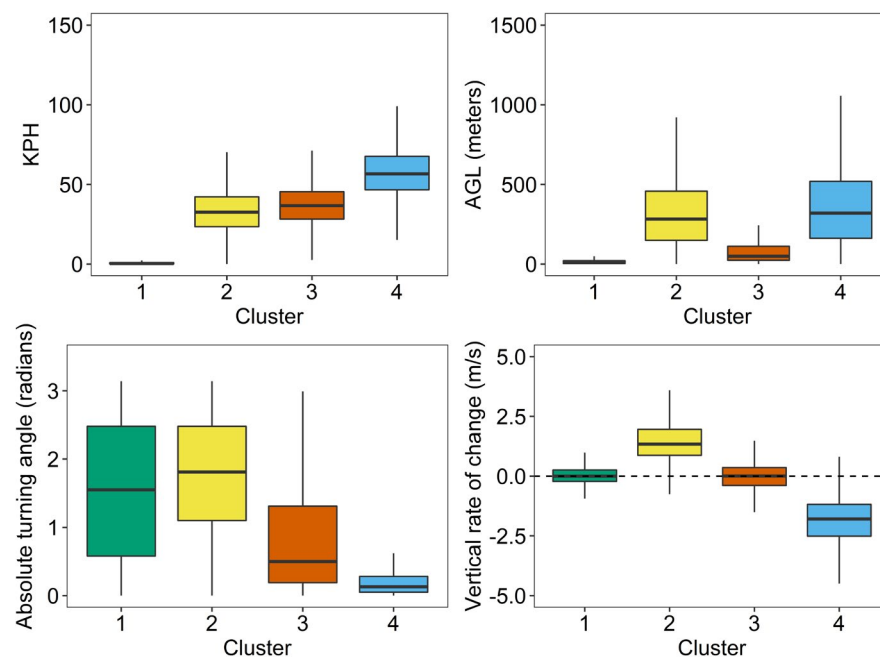 KPH
150
100
50
0
1 2 3 4
Cluster
AGL (meters)
1500
1000
500
0
1 2 3 4
Cluster
Absolute turning angle (radians)
3
2
1
0
1 2 3 4
Cluster
Vertical rate of change (m/s)
5.0
2.5
0.0
-2.5
-5.0
1 2 3 4
Cluster